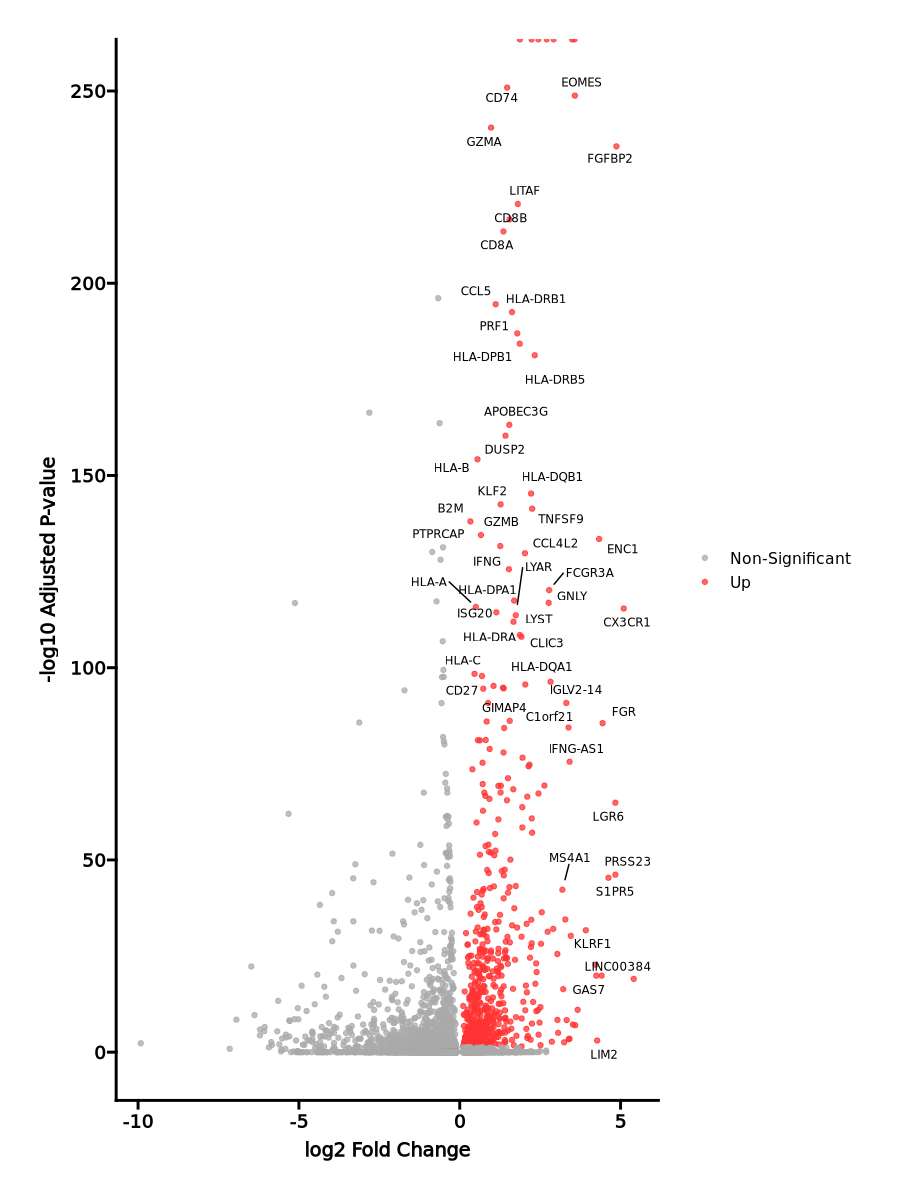 250
EOMES
CD74
GZMA
FGFBP2
LITAF
CD8B
CD8A
200
CCL5
HLA-DRB1
PRF1
HLA-DPB1
HLA-DRB5
APOBEC3G
DUSP2
150
HLA-B
HLA-DQB1
KLF2
B2M
GZMB
TNFSF9
PTPRCAP
CCL4L2
ENC1
IFNG
LYAR
FCGR3A
HLA-A
HLA-DPA1
GNLY
ISG20
LYST
CX3CR1
HLA-DRA
CLIC3
100
HLA-C
HLA-DQA1
CD27
IGLV2-14
GIMAP4
C1orf21
FGR
IFNG-AS1
LGR6
50
MS4A1
PRSS23
S1PR5
KLRF1
LINC00384
GAS7
LIM2
0
-10
-5
0
5
log2 Fold Change
-log10 Adjusted P-value
Non-Significant
Up